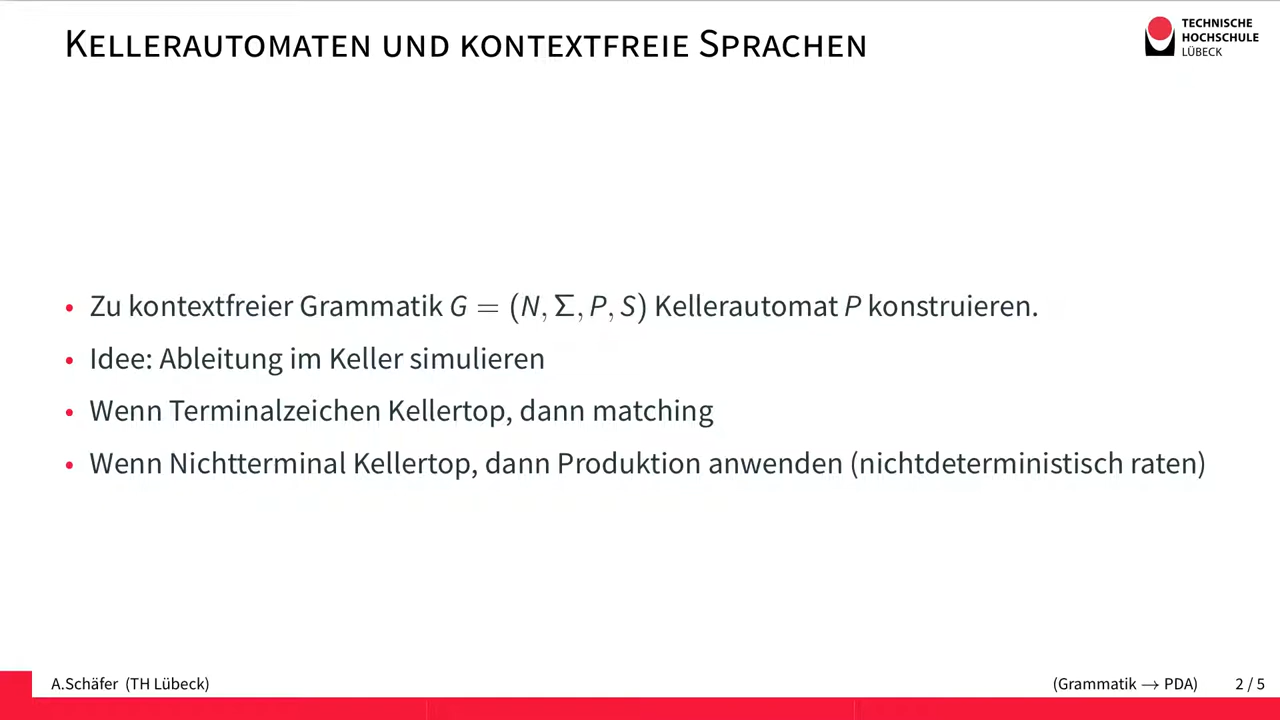 Kellerautomaten und kontextfreie Sprachen
TECHNISCHE
HOCHSCHULE
LÜBECK
• Zu kontextfreier Grammatik G = (N, Σ, P, S) Kellerautomat P konstruieren.
• Idee: Ableitung im Keller simulieren
• Wenn Terminalzeichen Kellertop, dann matching
• Wenn Nichtterminal Kellertop, dann Produktion anwenden (nichtdeterministisch raten)
A.Schäfer (TH Lübeck) (Grammatik → PDA) 2 / 5